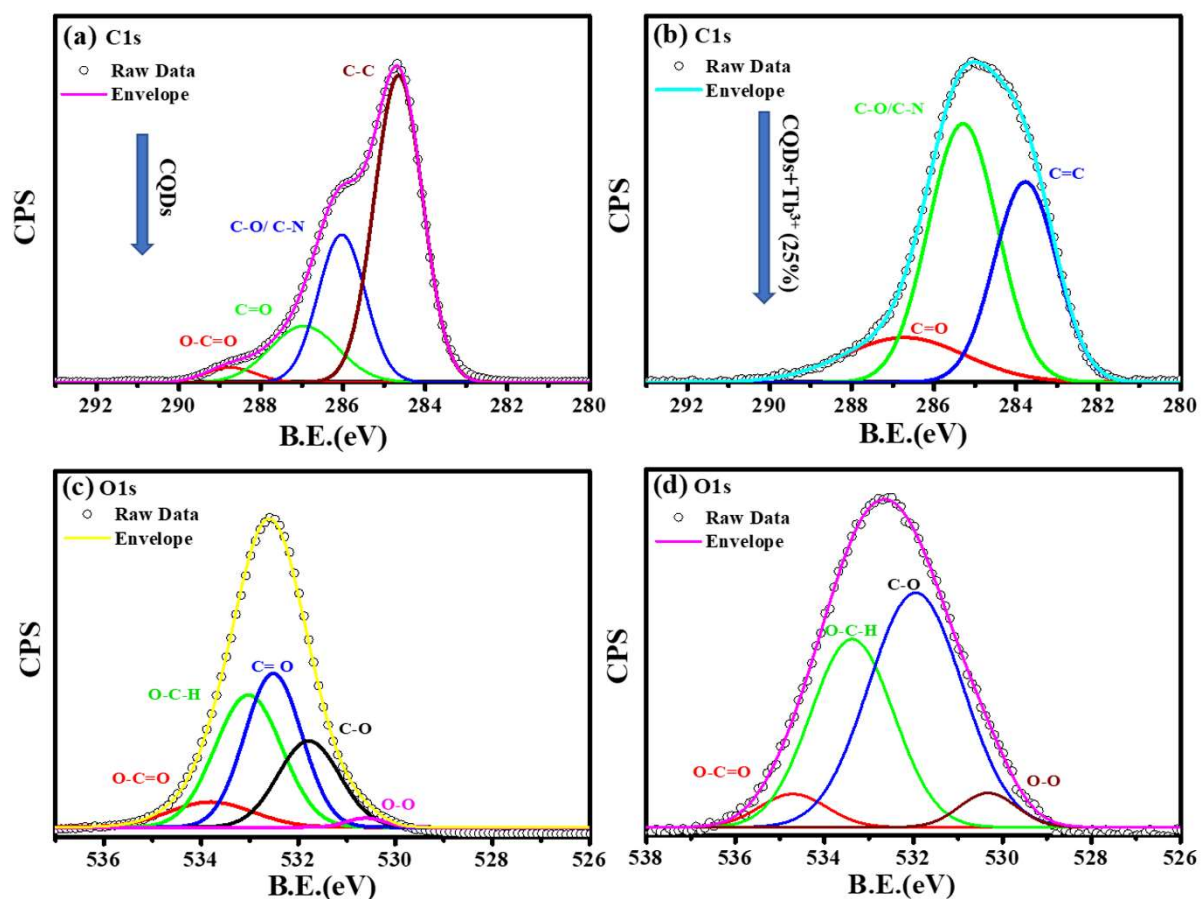 (a) C1s
Raw Data
Envelope
CQDs
C-C
C-O/ C-N
C=O
O-C=O
CPS
292 290 288 286 284 282 280
B.E.(eV)
(b) C1s
Raw Data
Envelope
CQDs+Tb³⁺ (25%)
C-O/C-N
C=C
C=O
CPS
292 290 288 286 284 282 280
B.E.(eV)
(c) O1s
Raw Data
Envelope
C= O
O-C-H
C-O
O-C=O
O-O
CPS
536 534 532 530 528 526
B.E.(eV)
(d) O1s
Raw Data
Envelope
C-O
O-C-H
O-C=O
O-O
CPS
538 536 534 532 530 528 526
B.E.(eV)